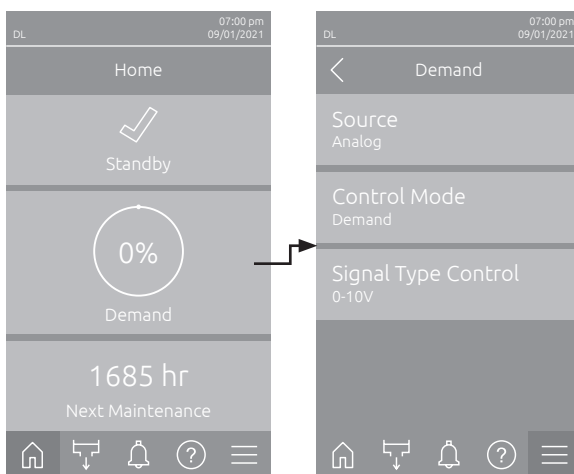 07:00 pm
DL 09/01/2021
Home
Standby
0%
Demand
1685 hr
Next Maintenance
?
07:00 pm
DL 09/01/2021
Demand
Source
Analog
Control Mode
Demand
Signal Type Control
0-10V
?